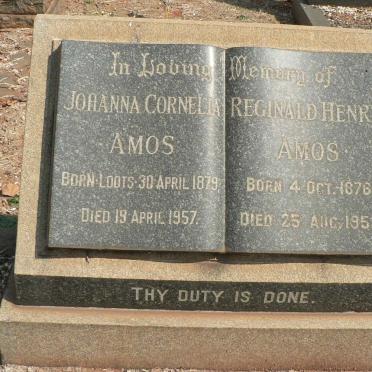 In Loving Memory of
JOHANNA CORNELIA
AMOS
BORN LOOTS 30 APRIL 1879
DIED 19 APRIL 1957.
REGINALD HENR
AMOS
BORN 4 OCT. 1876
DIED 25 AUG. 195
THY DUTY IS DONE.